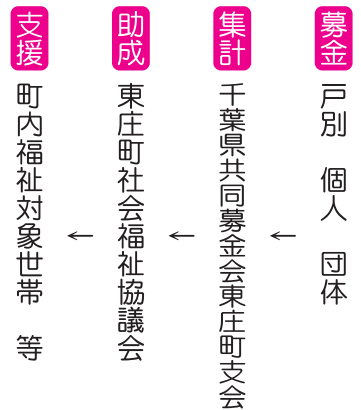 募金
戸別 個人 団体
←
集計
千葉県共同募金会東庄町支会
←
助成
東庄町社会福祉協議会
←
支援
町内福祉対象世帯 等